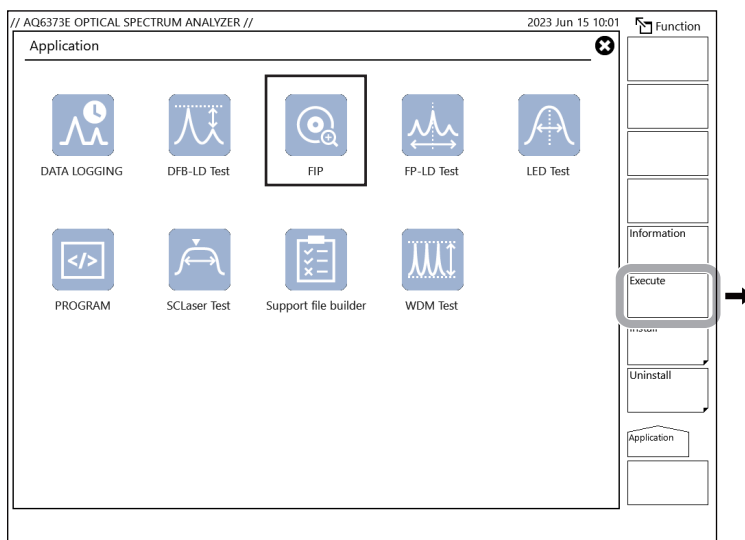 // AQ6373E OPTICAL SPECTRUM ANALYZER // 2023 Jun 15 10:01
Function
Application
DATA LOGGING DFB-LD Test FIP FP-LD Test LED Test
Information
</>
Execute
PROGRAM SCLaser Test Support file builder WDM Test
Install
Uninstall
Application